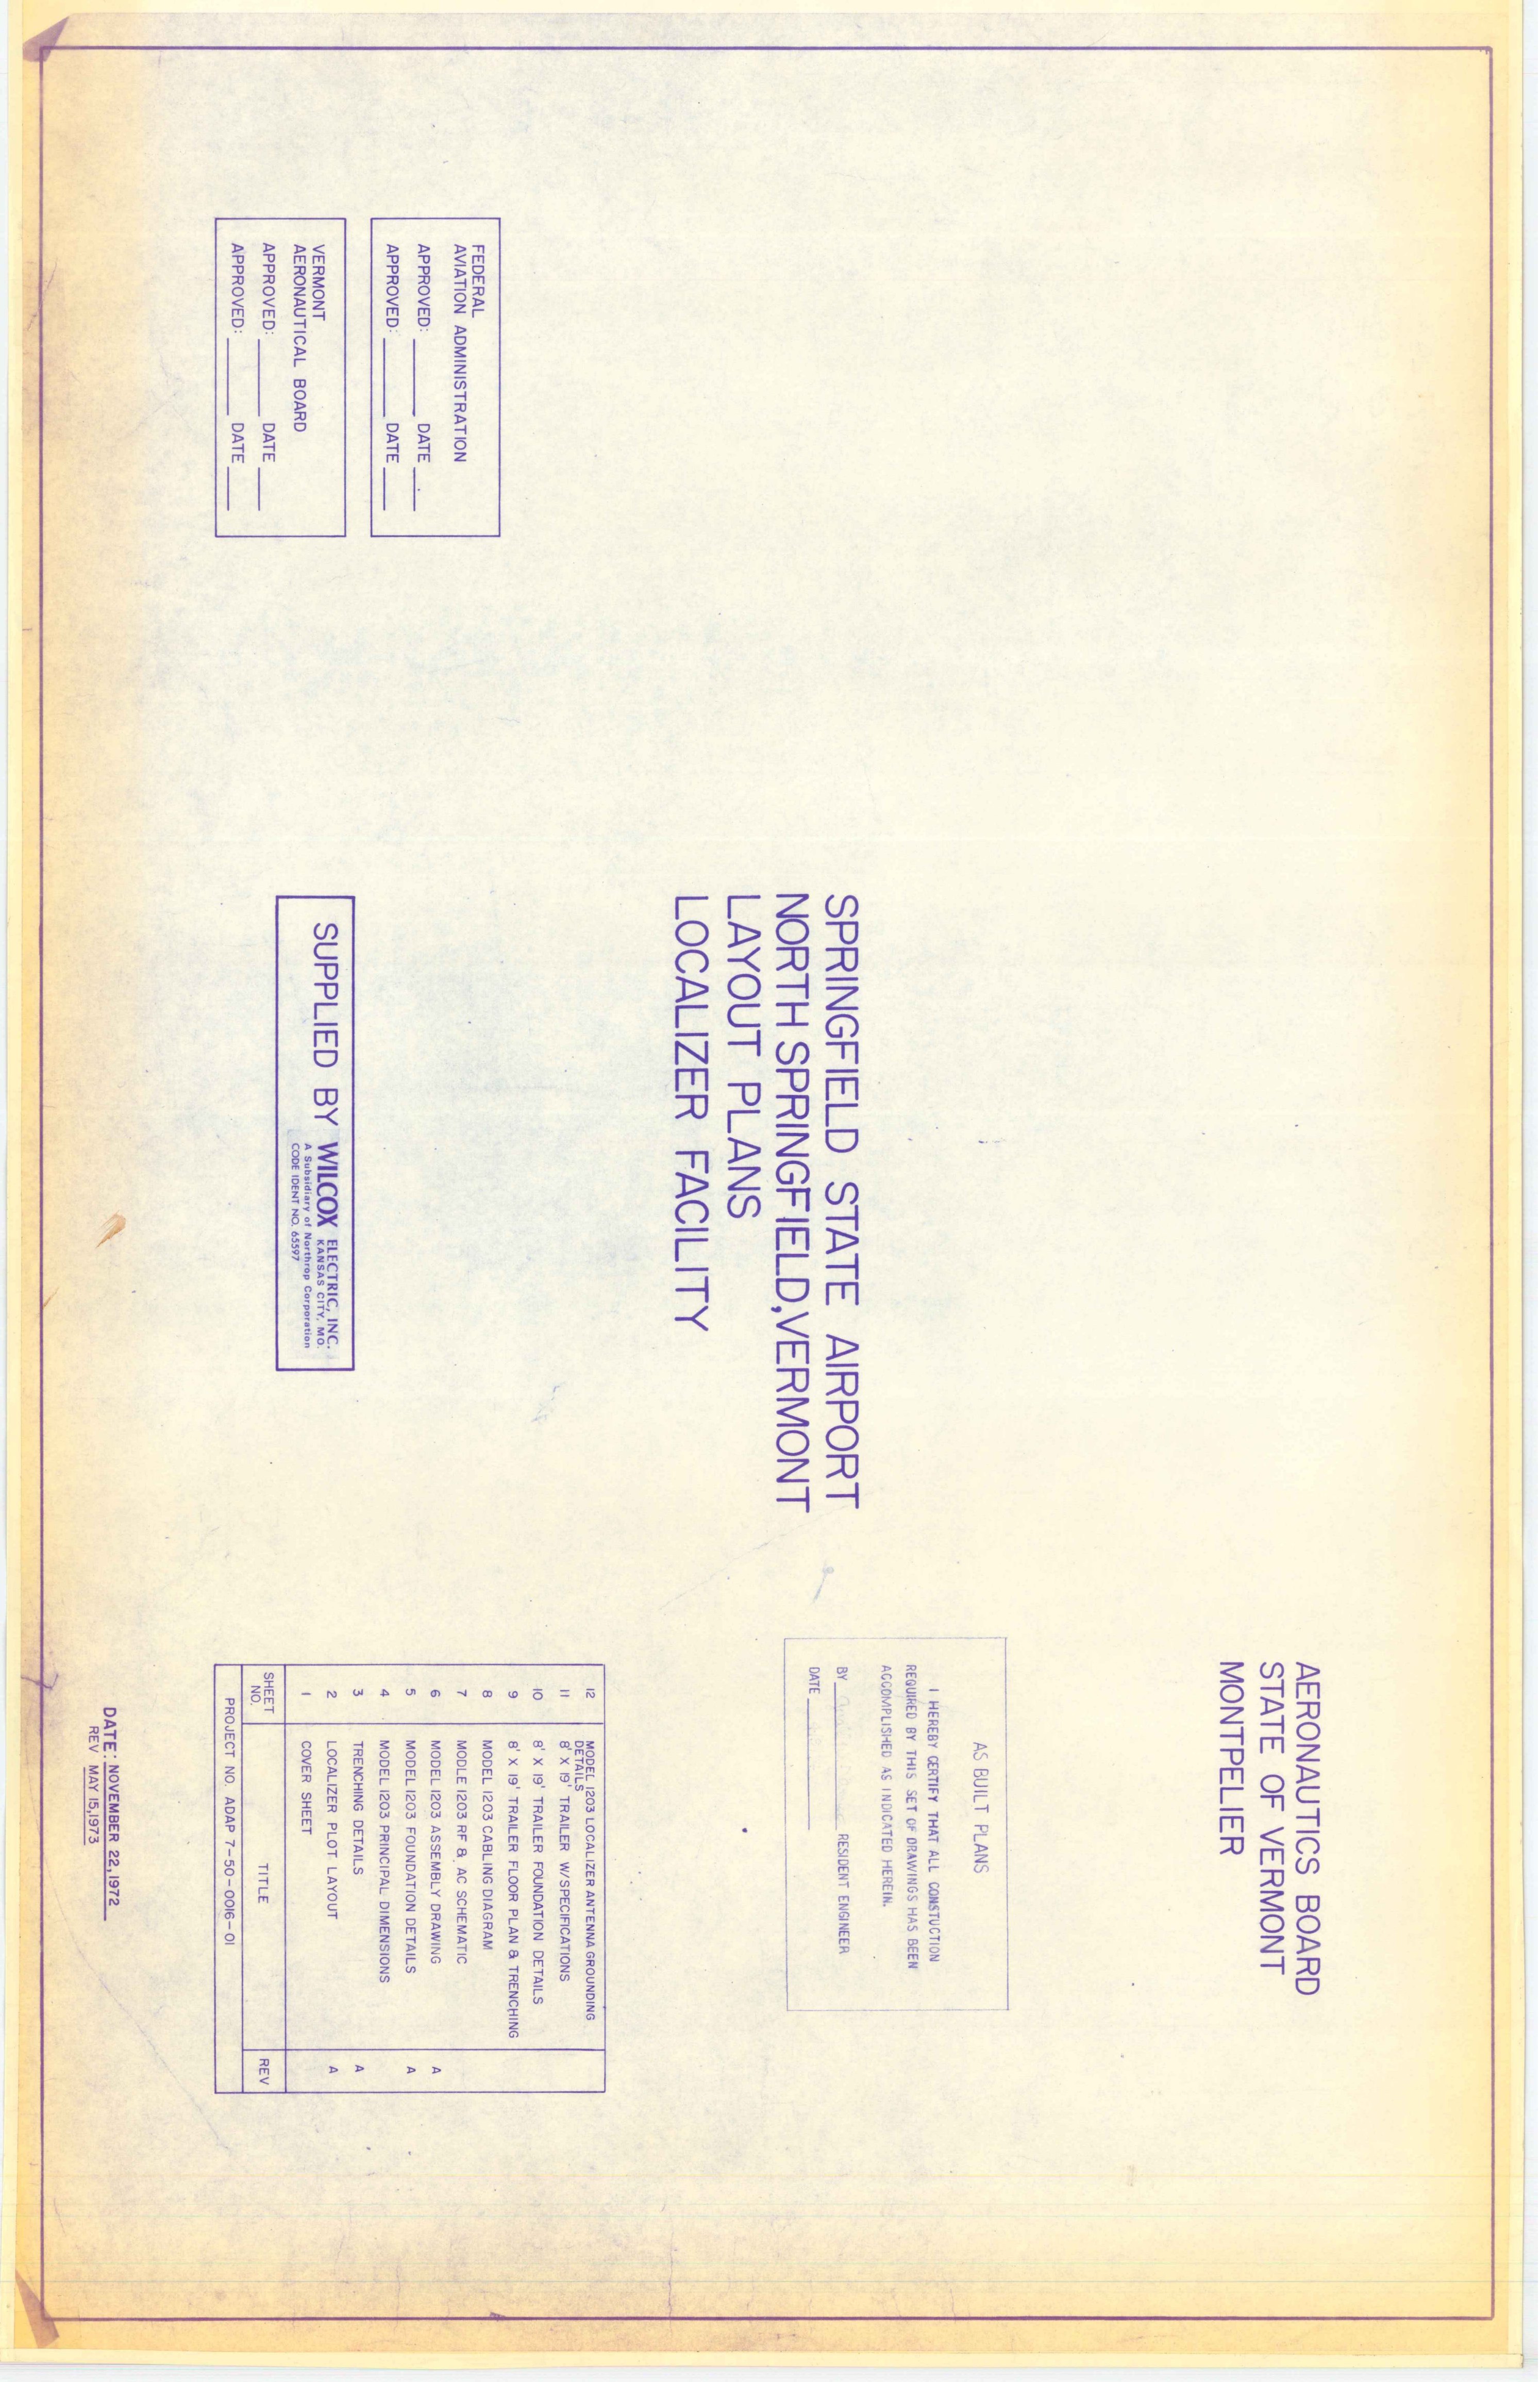 AERONAUTICS BOARD
STATE OF VERMONT
MONTPELIER
AS BUILT PLANS
I HEREBY CERTIFY THAT ALL CONSTUCTION
REQUIRED BY THIS SET OF DRAWINGS HAS BEEN
ACCOMPLISHED AS INDICATED HEREIN.
BY RESIDENT ENGINEER
DATE
SPRINGFIELD STATE AIRPORT
NORTH SPRINGFIELD, VERMONT
LAYOUT PLANS
LOCALIZER FACILITY
FEDERAL
AVIATION ADMINISTRATION
APPROVED: DATE
APPROVED: DATE
VERMONT
AERONAUTICAL BOARD
APPROVED: DATE
APPROVED: DATE
SUPPLIED BY WILCOX ELECTRIC, INC.
KANSAS CITY, MO.
A Subsidiary of Northrop Corporation
CODE IDENT NO. 65597
12 MODEL 1203 LOCALIZER ANTENNA GROUNDING
DETAILS
11 8' X 19' TRAILER W/SPECIFICATIONS
10 8' X 19' TRAILER FOUNDATION DETAILS
9 8' X 19' TRAILER FLOOR PLAN & TRENCHING
8 MODEL 1203 CABLING DIAGRAM
7 MODLE 1203 RF & AC SCHEMATIC
6 MODEL 1203 ASSEMBLY DRAWING A
5 MODEL 1203 FOUNDATION DETAILS A
4 MODEL 1203 PRINCIPAL DIMENSIONS
3 TRENCHING DETAILS A
2 LOCALIZER PLOT LAYOUT A
1 COVER SHEET
SHEET NO. TITLE REV
PROJECT NO. ADAP 7-50-0016-01
DATE: NOVEMBER 22, 1972
REV MAY 15, 1973